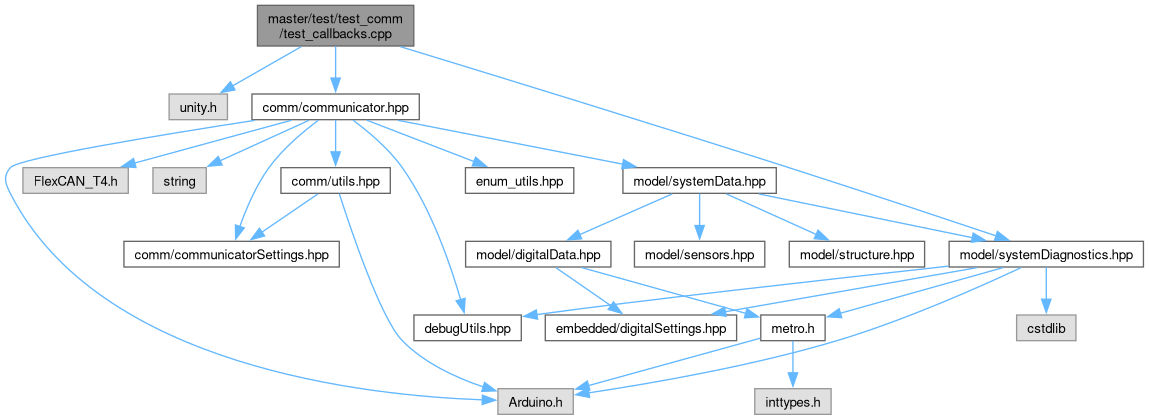 master/test/test_comm
/test_callbacks.cpp
unity.h
comm/communicator.hpp
FlexCAN_T4.h
string
comm/utils.hpp
enum_utils.hpp
model/systemData.hpp
comm/communicatorSettings.hpp
model/digitalData.hpp
model/sensors.hpp
model/structure.hpp
model/systemDiagnostics.hpp
debugUtils.hpp
embedded/digitalSettings.hpp
metro.h
cstdlib
Arduino.h
inttypes.h